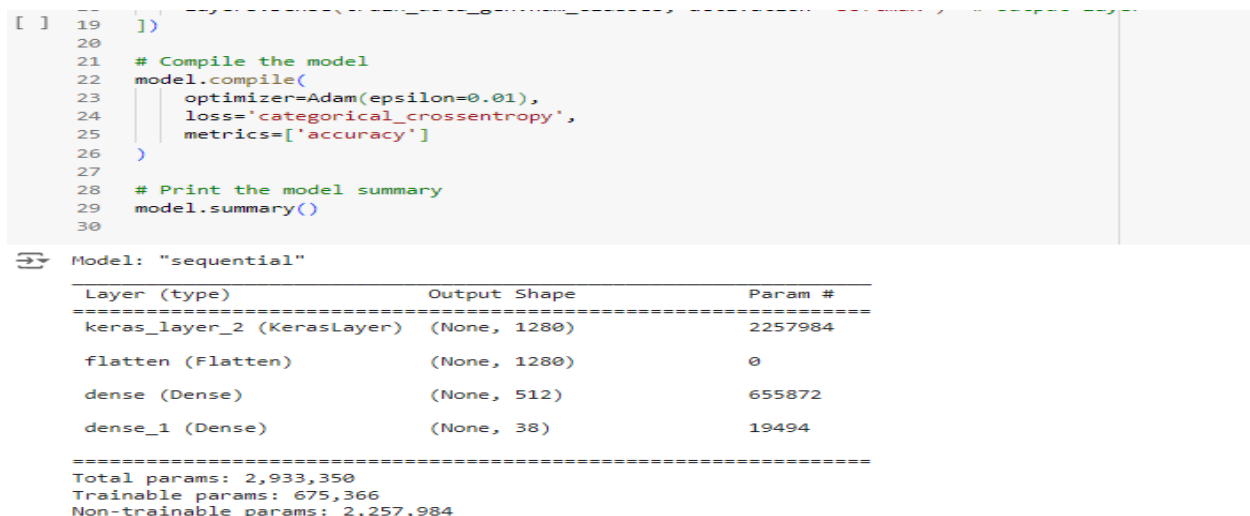 [ ] 19 ])
20
21 # Compile the model
22 model.compile(
23 optimizer=Adam(epsilon=0.01),
24 loss='categorical_crossentropy',
25 metrics=['accuracy']
26 )
27
28 # Print the model summary
29 model.summary()
30
Model: "sequential"
Layer (type) Output Shape Param #
=================================================================
keras_layer_2 (KerasLayer) (None, 1280) 2257984
flatten (Flatten) (None, 1280) 0
dense (Dense) (None, 512) 655872
dense_1 (Dense) (None, 38) 19494
=================================================================
Total params: 2,933,350
Trainable params: 675,366
Non-trainable params: 2,257,984